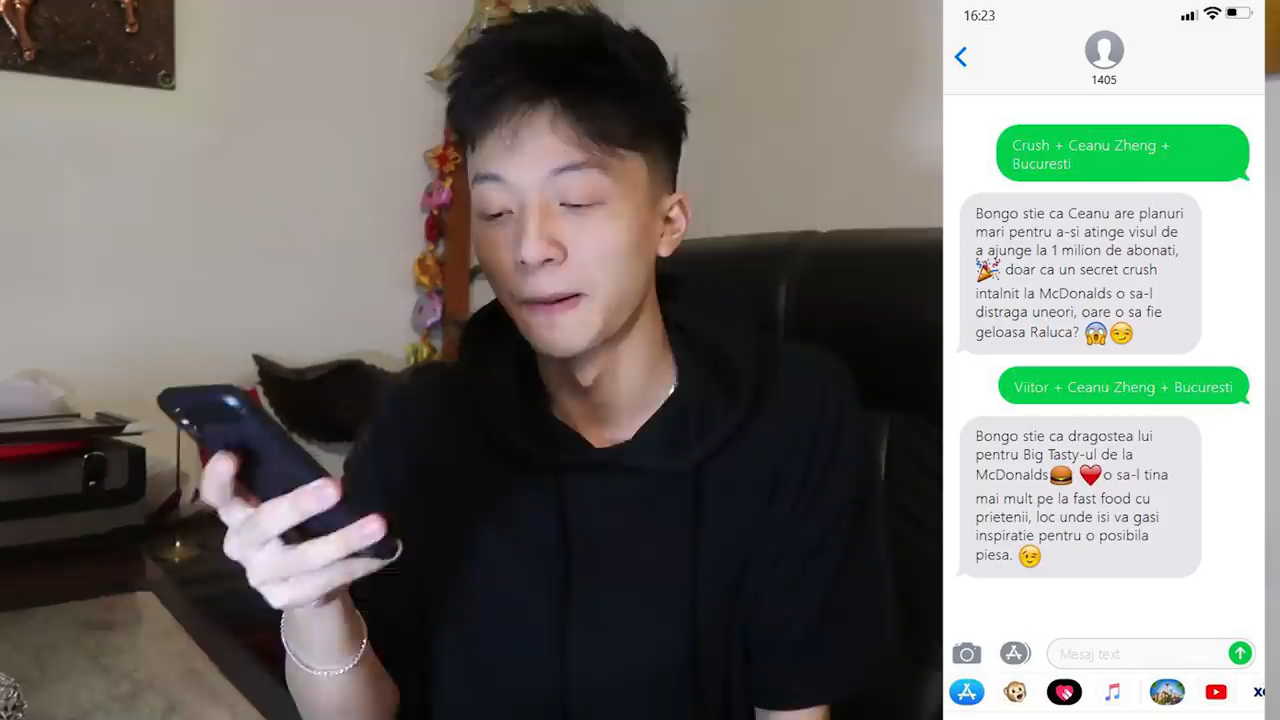 16:23
1405
Crush + Ceanu Zheng +
Bucuresti
Bongo stie ca Ceanu are planuri
mari pentru a-si atinge visul de
a ajunge la 1 milion de abonati,
🎉 doar ca un secret crush
intalnit la McDonalds o sa-l
distraga uneori, oare o sa fie
geloasa Raluca? 😱😏
Viitor + Ceanu Zheng + Bucuresti
Bongo stie ca dragostea lui
pentru Big Tasty-ul de la
McDonalds🍔 ❤️o sa-l tina
mai mult pe la fast food cu
prietenii, loc unde isi va gasi
inspiratie pentru o posibila
piesa. 😉
Mesaj text